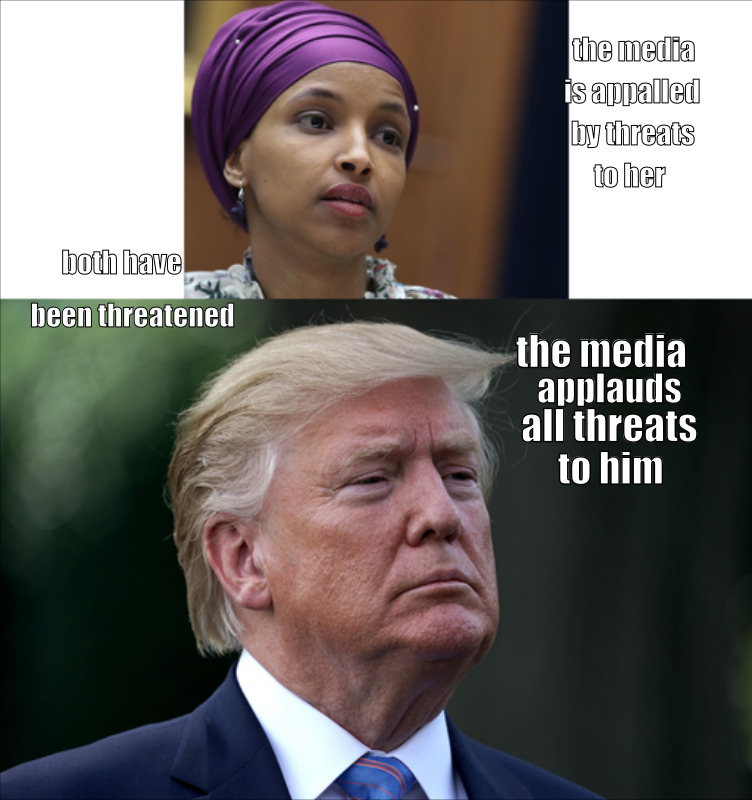 the media
is appalled
by threats
to her
both have
been threatened
the media
applauds
all threats
to him